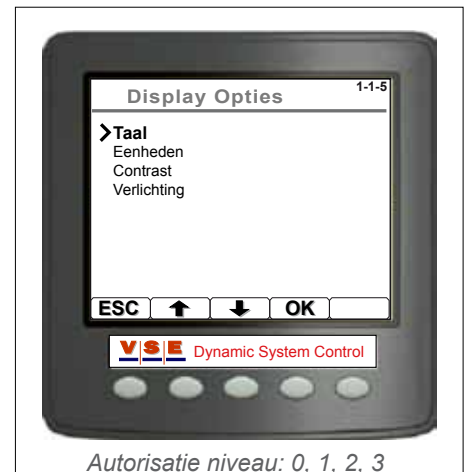 Display Opties 1-1-5
Taal
Eenheden
Contrast
Verlichting
ESC OK
VSE Dynamic System Control
Autorisatie niveau: 0, 1, 2, 3